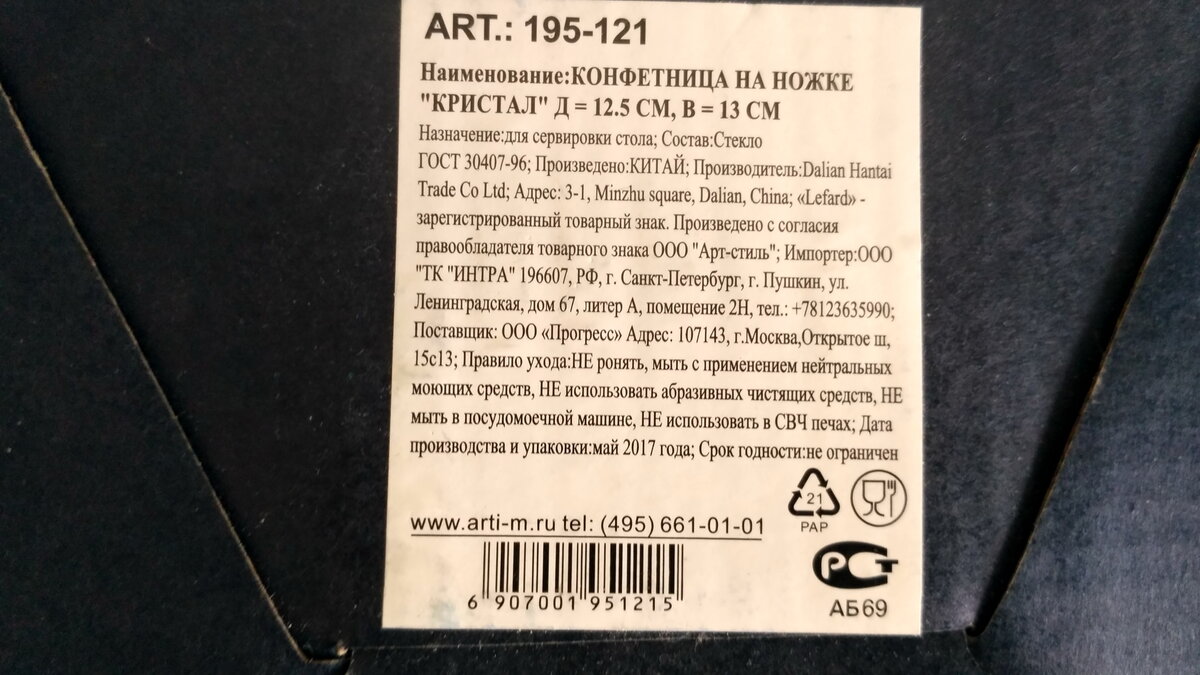 ART.: 195-121
Наименование:КОНФЕТНИЦА НА НОЖКЕ
"КРИСТАЛ" Д = 12.5 СМ, В = 13 СМ
Назначение:для сервировки стола; Состав:Стекло
ГОСТ 30407-96; Произведено:КИТАЙ; Производитель:Dalian Hantai
Trade Co Ltd; Адрес: 3-1, Minzhu square, Dalian, China; «Lefard» -
зарегистрированный товарный знак. Произведено с согласия
правообладателя товарного знака ООО "Арт-стиль"; Импортер:ООО
"ТК "ИНТРА" 196607, РФ, г. Санкт-Петербург, г. Пушкин, ул.
Ленинградская, дом 67, литер А, помещение 2Н, тел.: +78123635990;
Поставщик: ООО «Прогресс» Адрес: 107143, г.Москва,Открытое ш,
15с13; Правило ухода:НЕ ронять, мыть с применением нейтральных
моющих средств, НЕ использовать абразивных чистящих средств, НЕ
мыть в посудомоечной машине, НЕ использовать в СВЧ печах; Дата
производства и упаковки:май 2017 года; Срок годности:не ограничен
21
PAP
www.arti-m.ru tel: (495) 661-01-01
РСТ
АБ69
6 907001 951215